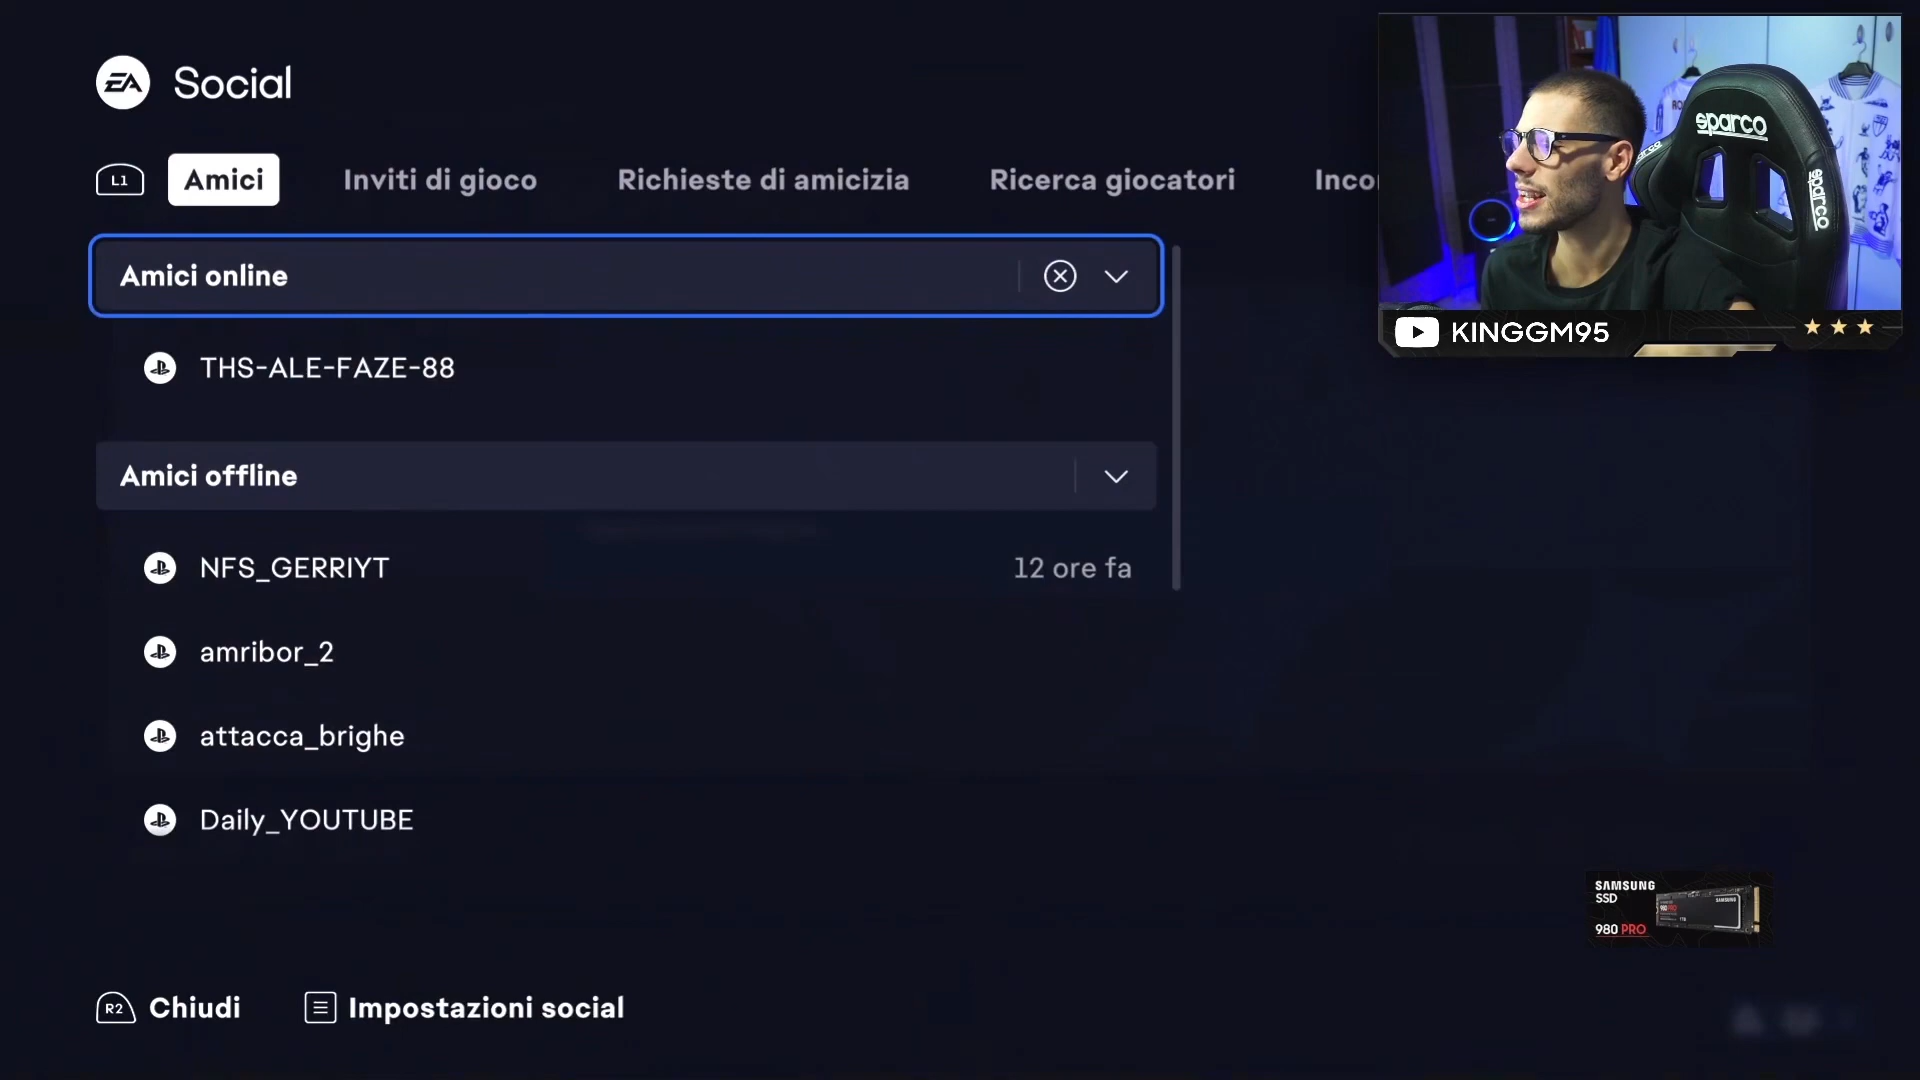 EA Social
L1 Amici Inviti di gioco Richieste di amicizia Ricerca giocatori Inco
Amici online
THS-ALE-FAZE-88
Amici offline
NFS_GERRIYT 12 ore fa
amribor_2
attacca_brighe
Daily_YOUTUBE
R2 Chiudi Impostazioni social
sparco
sparco
KINGGM95
SAMSUNG
SSD
980 PRO
SAMSUNG